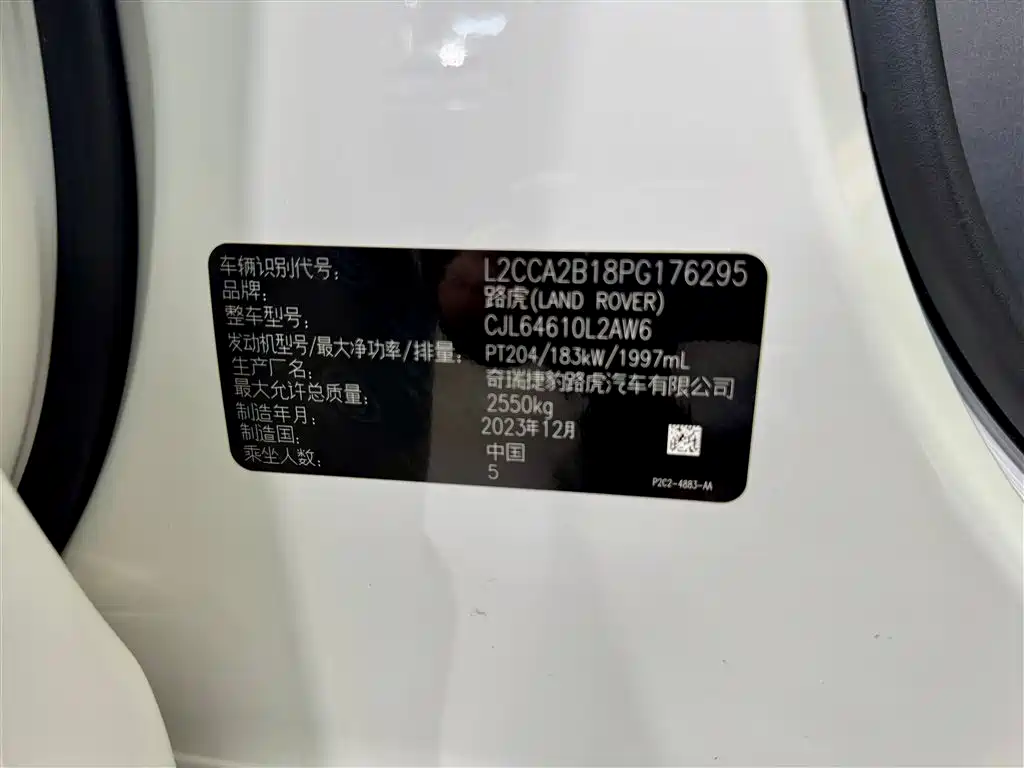 车辆识别代号: L2CCA2B18PG176295
品牌: 路虎(LAND ROVER)
整车型号: CJL6461OL2AW6
发动机型号/最大净功率/排量: PT204/183kW/1997mL
生产厂名: 奇瑞捷豹路虎汽车有限公司
最大允许总质量: 2550kg
制造年月: 2023年12月
制造国: 中国
乘坐人数: 5
P2C2-4883-AA